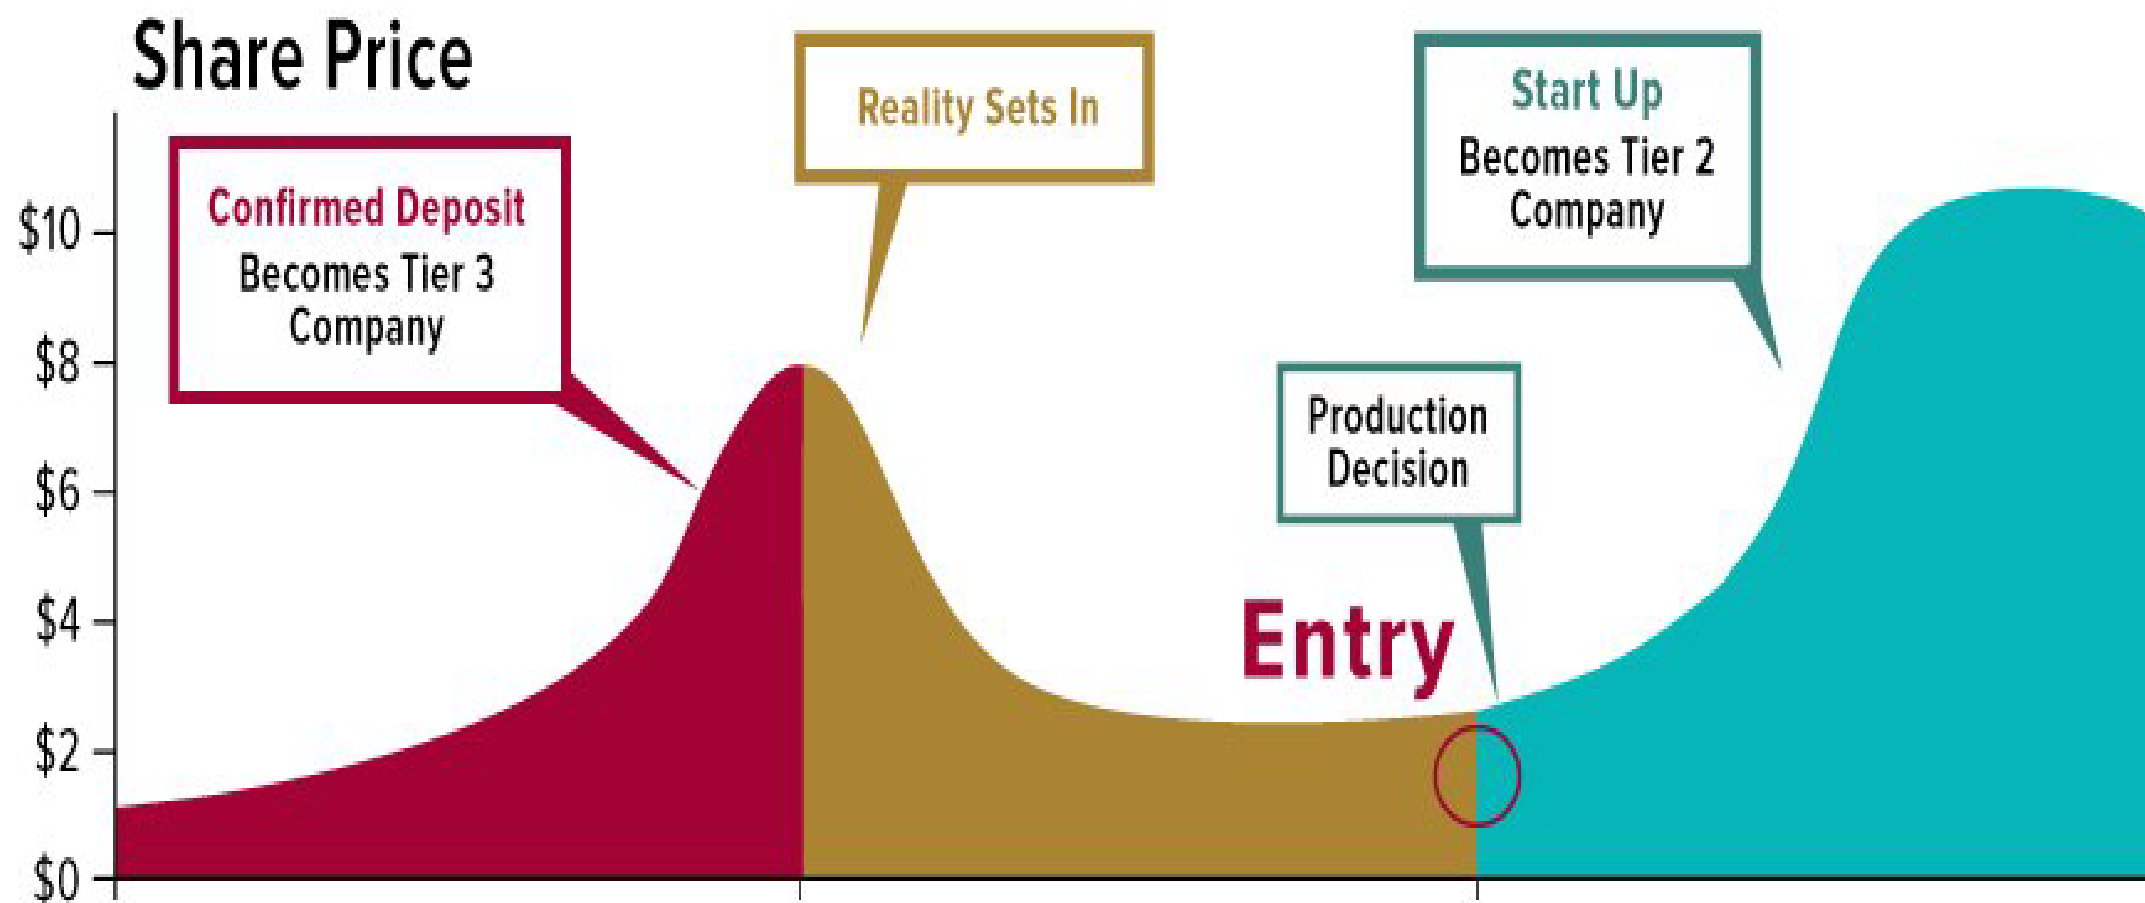 Share Price
Reality Sets In
Start Up
Becomes Tier 2
Company
Confirmed Deposit
Becomes Tier 3
Company
Production
Decision
Entry
$10
$8
$6
$4
$2
$0